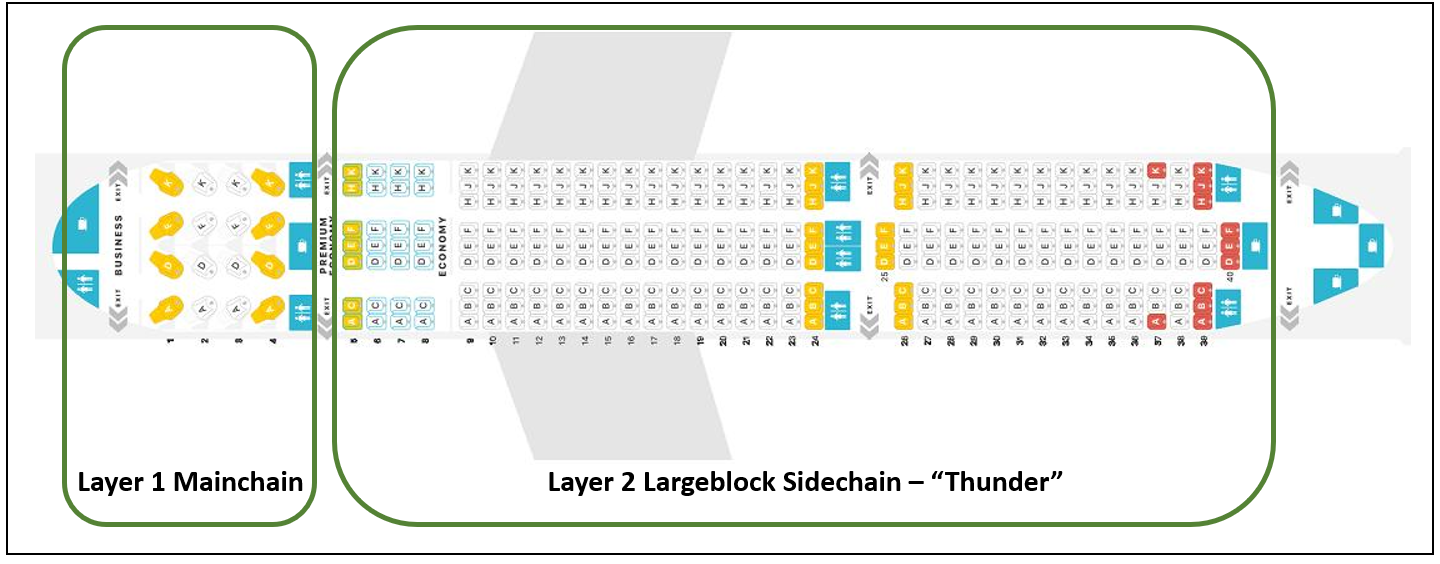 EXIT
EXIT
BUSINESS
K K K K
F F F F
D D D D
A A A A
1 2 3 4
EXIT
EXIT
PREMIUM
K K K K
H H H H
F F F F
E E E E
D D D D
C C C C
A A A A
5 6 7 8
ECONOMY
K K K K K K K K K K K K K K K K
J J J J J J J J J J J J J J J J
H H H H H H H H H H H H H H H H
F F F F F F F F F F F F F F F F
E E E E E E E E E E E E E E E E
D D D D D D D D D D D D D D D D
C C C C C C C C C C C C C C C C
B B B B B B B B B B B B B B B B
A A A A A A A A A A A A A A A A
9 10 11 12 13 14 15 16 17 18 19 20 21 22 23 24
EXIT
EXIT
K K K K K K K K K K K K K K
J J J J J J J J J J J J J J
H H H H H H H H H H H H H H
F F F F F F F F F F F F F F F F
E E E E E E E E E E E E E E E E
D D D D D D D D D D D D D D D D
25 40
C C C C C C C C C C C C C C
B B B B B B B B B B B B B B
A A A A A A A A A A A A A A
26 27 28 29 30 31 32 33 34 35 36 37 38 39
EXIT
EXIT
Layer 1 Mainchain
Layer 2 Largeblock Sidechain – “Thunder”